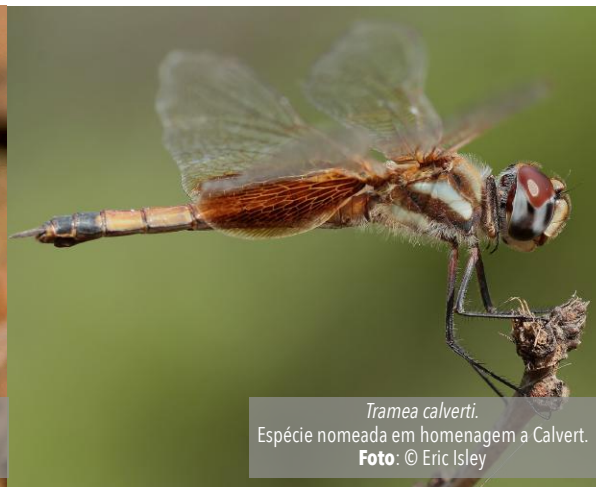 Tramea calverti.
Espécie nomeada em homenagem a Calvert.
Foto: © Eric Isley